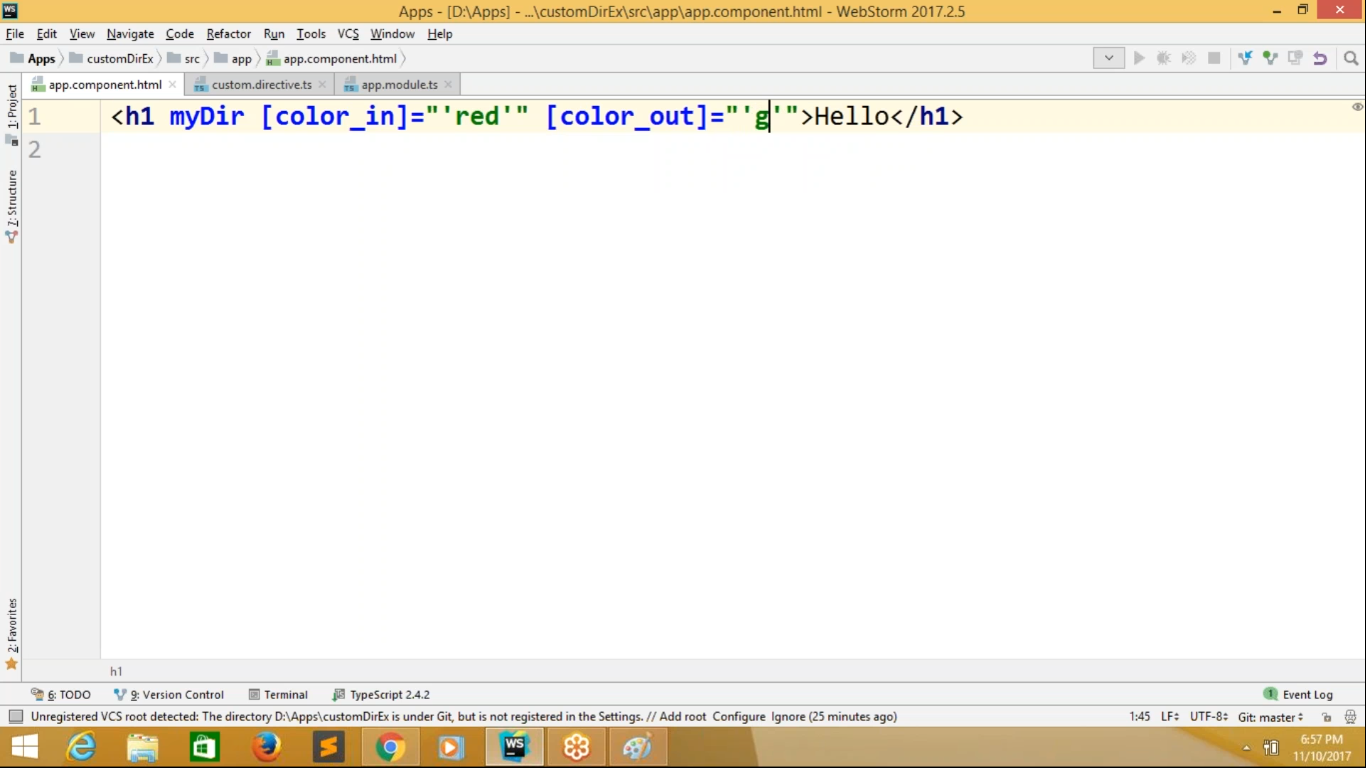 WS Apps - [D:\Apps] - ...\customDirEx\src\app\app.component.html - WebStorm 2017.2.5
File Edit View Navigate Code Refactor Run Tools VCS Window Help
Apps customDirEx src app app.component.html
app.component.html custom.directive.ts app.module.ts
1: Project
7: Structure
2: Favorites
1 <h1 myDir [color_in]="'red'" [color_out]="'g'">Hello</h1>
2
h1
6: TODO 9: Version Control Terminal TypeScript 2.4.2 1 Event Log
Unregistered VCS root detected: The directory D:\Apps\customDirEx is under Git, but is not registered in the Settings. // Add root Configure Ignore (25 minutes ago) 1:45 LF UTF-8 Git: master
WS 6:57 PM
11/10/2017